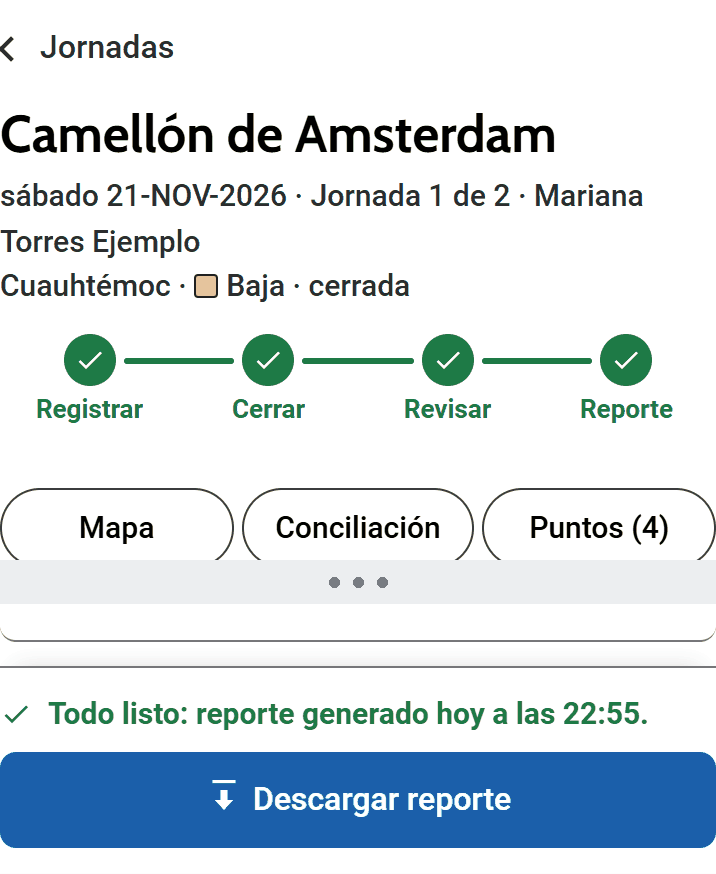 Jornadas
Camellón de Amsterdam
sábado 21-NOV-2026 · Jornada 1 de 2 · Mariana
Torres Ejemplo
Cuauhtémoc · Baja · cerrada
Registrar Cerrar Revisar Reporte
Mapa Conciliación Puntos (4)
Todo listo: reporte generado hoy a las 22:55.
Descargar reporte